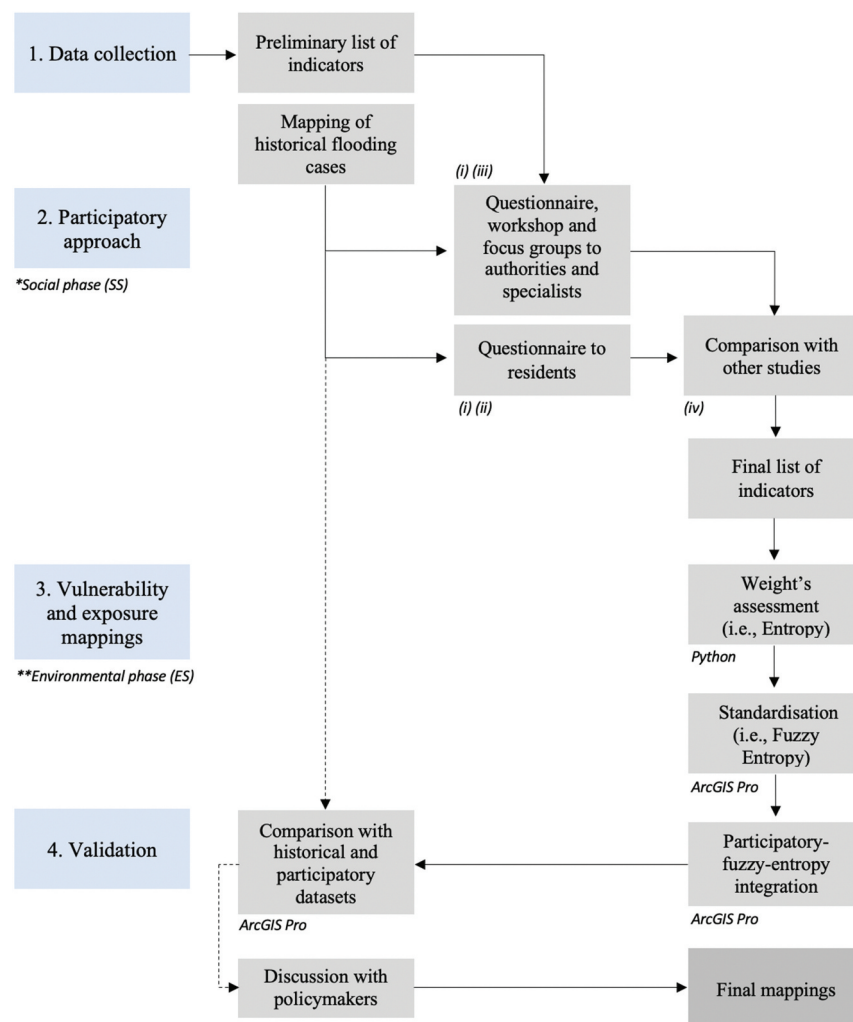 1. Data collection
Preliminary list of
indicators
Mapping of
historical flooding
cases
(i) (iii)
2. Participatory
approach
*Social phase (SS)
Questionnaire,
workshop and
focus groups to
authorities and
specialists
Questionnaire to
residents
(i) (ii)
Comparison with
other studies
(iv)
Final list of
indicators
3. Vulnerability
and exposure
mappings
**Environmental phase (ES)
Weight’s
assessment
(i.e., Entropy)
Python
Standardisation
(i.e., Fuzzy
Entropy)
ArcGIS Pro
4. Validation
Comparison with
historical and
participatory
datasets
ArcGIS Pro
Participatory-
fuzzy-entropy
integration
ArcGIS Pro
Discussion with
policymakers
Final mappings